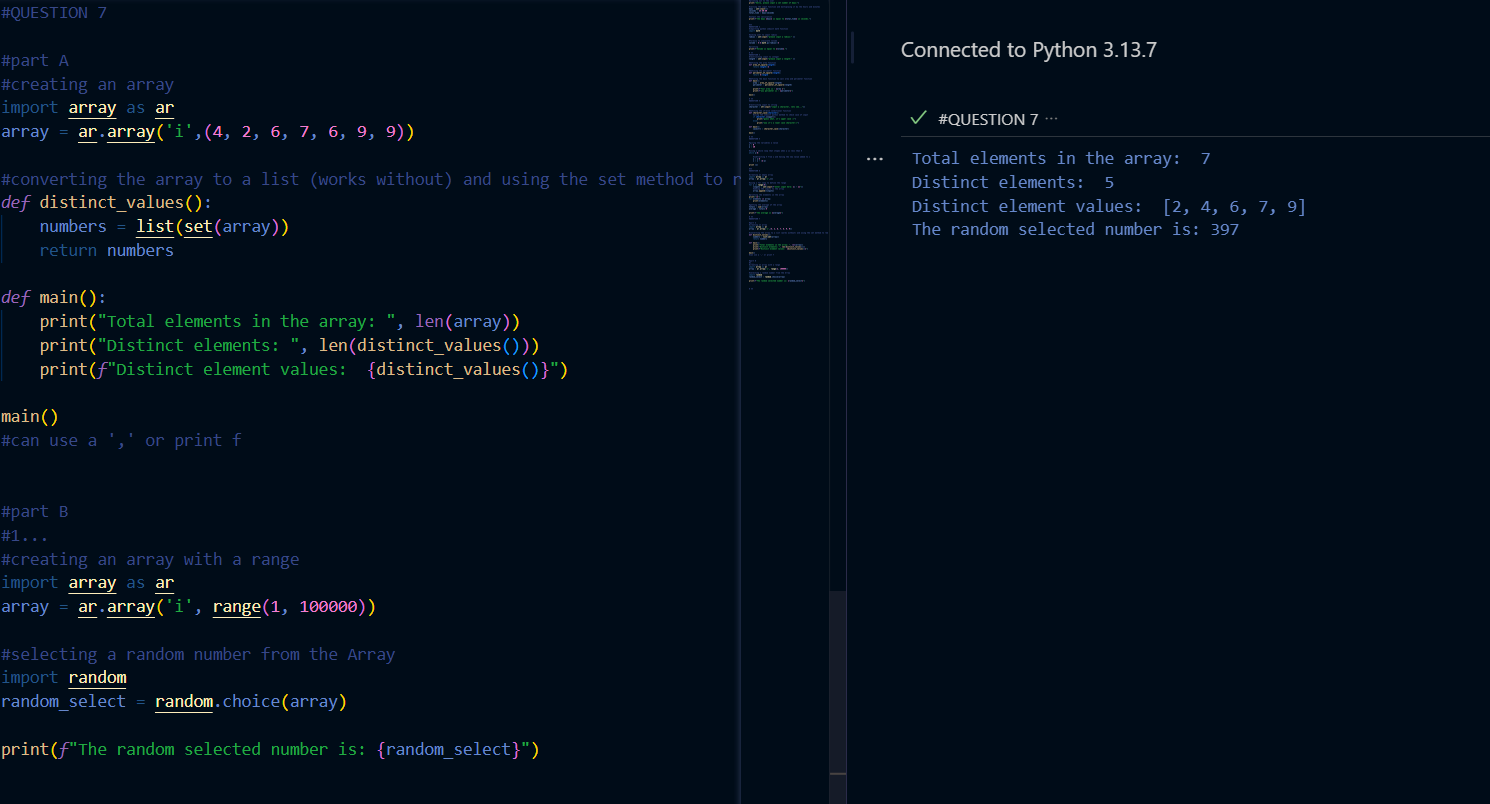 #QUESTION 7
#part A
#creating an array
import array as ar
array = ar.array('i',(4, 2, 6, 7, 6, 9, 9))
#converting the array to a list (works without) and using the set method to r
def distinct_values():
    numbers = list(set(array))
    return numbers
def main():
    print("Total elements in the array: ", len(array))
    print("Distinct elements: ", len(distinct_values()))
    print(f"Distinct element values:  {distinct_values()}")
main()
#can use a ',' or print f
#part B
#1...
#creating an array with a range
import array as ar
array = ar.array('i', range(1, 100000))
#selecting a random number from the Array
import random
random_select = random.choice(array)
print(f"The random selected number is: {random_select}")
Connected to Python 3.13.7
#QUESTION 7 ...
Total elements in the array:  7
Distinct elements:  5
Distinct element values:  [2, 4, 6, 7, 9]
The random selected number is: 397